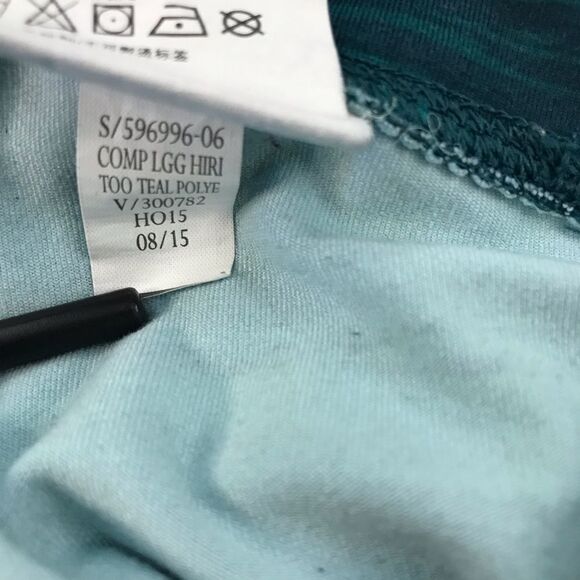 S/596996-06
COMP LGG HIRI
TOO TEAL POLYE
V/300782
HO15
08/15